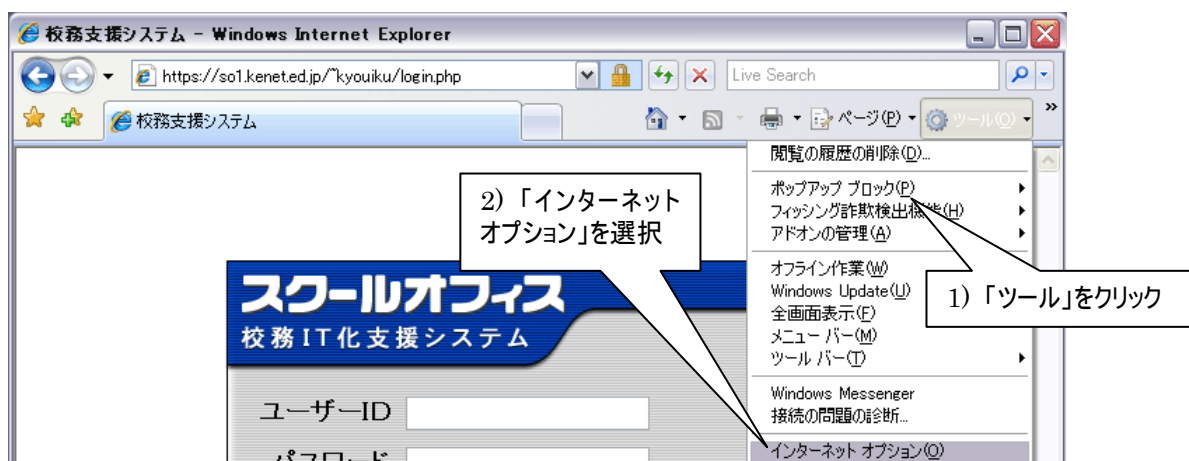 校務支援システム - Windows Internet Explorer
https://so1.kenet.ed.jp/~kyouiku/login.php
Live Search
校務支援システム
ページ(P)
ツール(O)
»
閲覧の履歴の削除(D)...
ポップアップ ブロック(P)
フィッシング詐欺検出機能(H)
アドオンの管理(A)
オフライン作業(W)
Windows Update(U)
全画面表示(F)
メニュー バー(M)
ツール バー(T)
Windows Messenger
接続の問題の診断...
インターネット オプション(O)
2)「インターネット
オプション」を選択
1)「ツール」をクリック
スクールオフィス
校務IT化支援システム
ユーザーID
パスワード